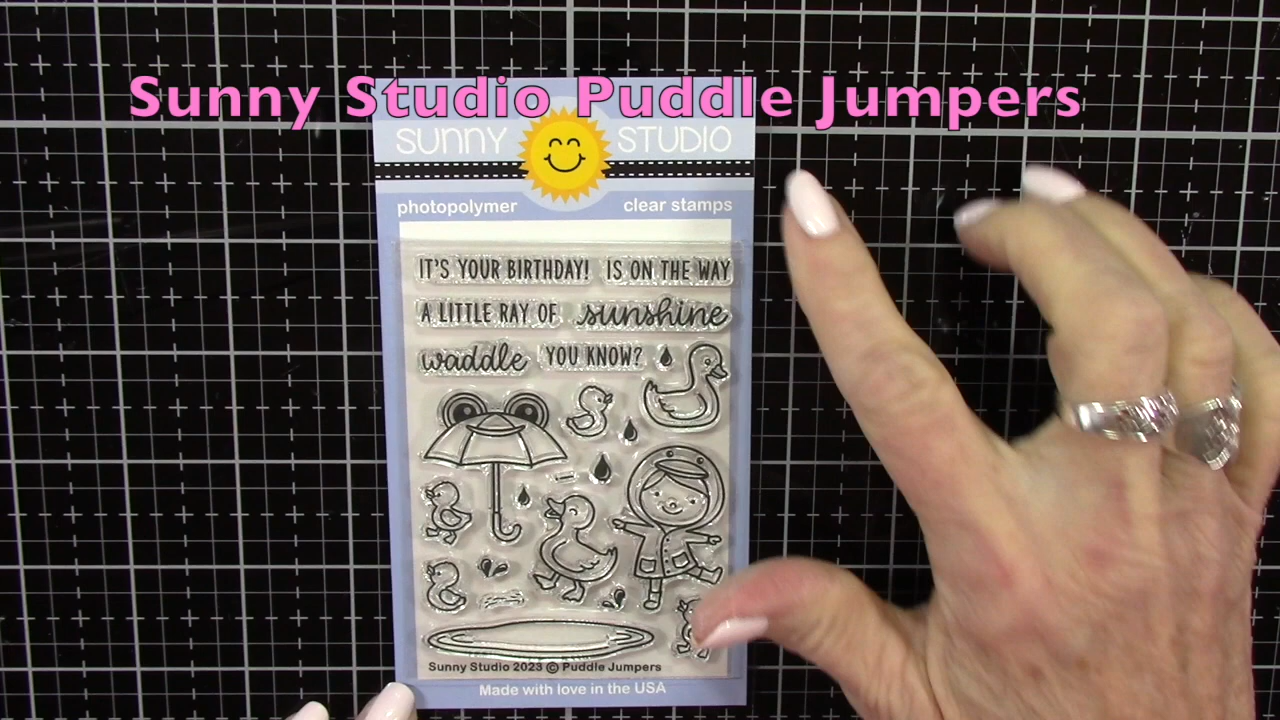 Sunny Studio Puddle Jumpers
SUNNY STUDIO
photopolymer clear stamps
IT'S YOUR BIRTHDAY! IS ON THE WAY
A LITTLE RAY OF sunshine
waddle YOU KNOW?
Sunny Studio 2023 © Puddle Jumpers
Made with love in the USA